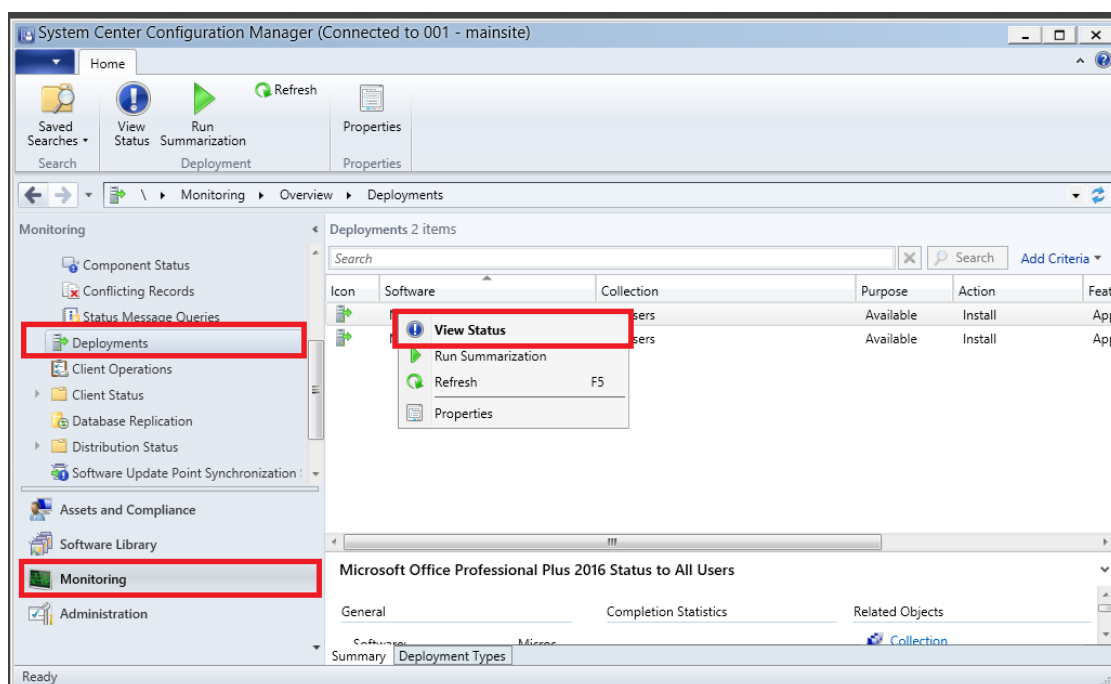 System Center Configuration Manager (Connected to 001 - mainsite)
Home
Saved Searches
View Status
Run Summarization
Refresh
Properties
Search
Deployment
Properties
\ Monitoring Overview Deployments
Monitoring
Component Status
Conflicting Records
Status Message Queries
Deployments
Client Operations
Client Status
Database Replication
Distribution Status
Software Update Point Synchronization
Assets and Compliance
Software Library
Monitoring
Administration
Deployments 2 items
Search
Search
Add Criteria
Icon Software Collection Purpose Action
Available Install
Available Install
View Status
Run Summarization
Refresh F5
Properties
Microsoft Office Professional Plus 2016 Status to All Users
General Completion Statistics Related Objects
Collection
Summary Deployment Types
Ready